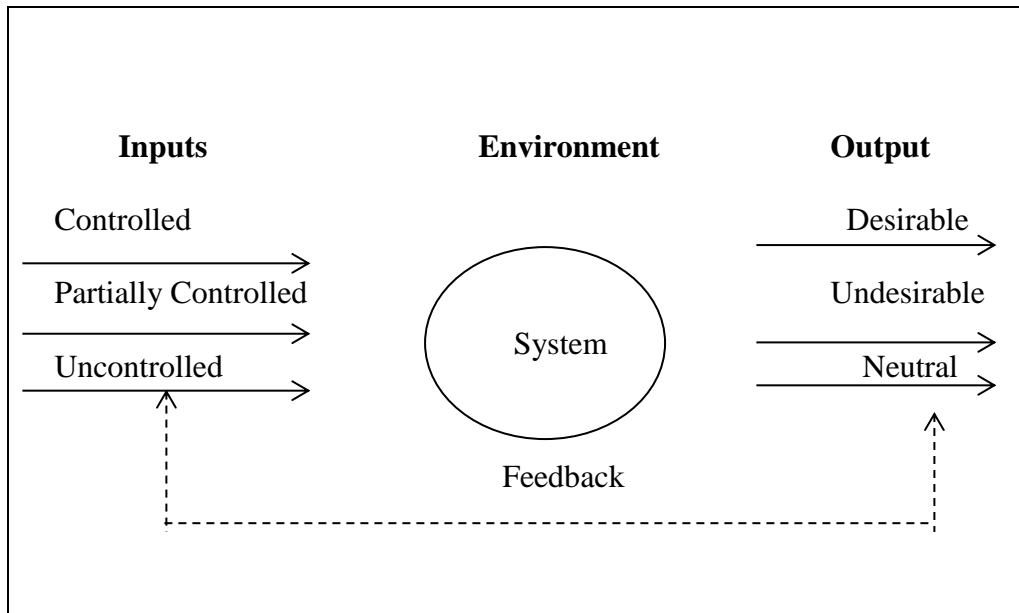 Inputs Environment Output
Controlled Desirable
Partially Controlled Undesirable
System
Uncontrolled Neutral
Feedback